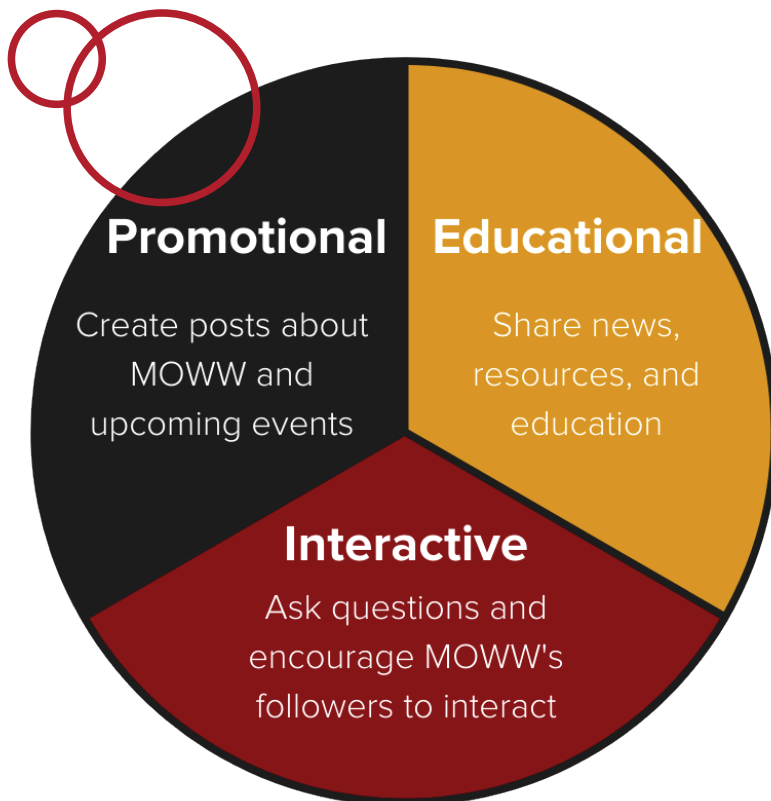 Promotional
Create posts about
MOWW and
upcoming events
Educational
Share news,
resources, and
education
Interactive
Ask questions and
encourage MOWW's
followers to interact